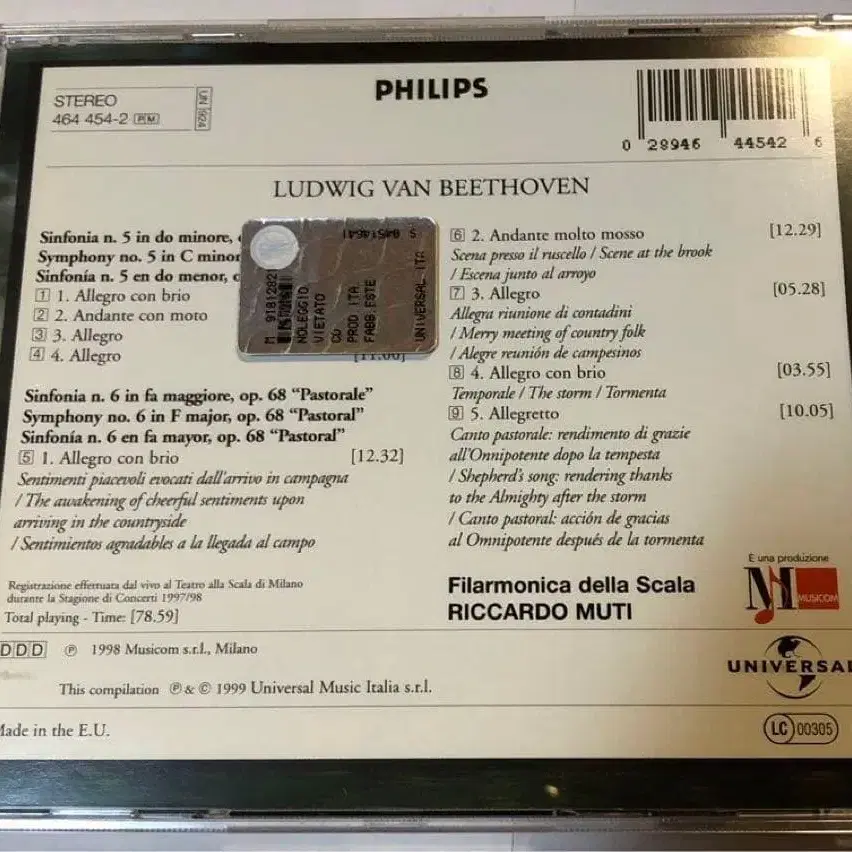 STEREO
464 454-2 PM
UN 924
PHILIPS
0 28946 44542 6
LUDWIG VAN BEETHOVEN
Sinfonia n. 5 in do minore,
Symphony no. 5 in C minor
Sinfonía n. 5 en do menor,
1 1. Allegro con brio
2 2. Andante con moto
3 3. Allegro
4 4. Allegro [11.00]
Sinfonia n. 6 in fa maggiore, op. 68 “Pastorale”
Symphony no. 6 in F major, op. 68 “Pastoral”
Sinfonía n. 6 en fa mayor, op. 68 “Pastoral”
5 1. Allegro con brio [12.32]
Sentimenti piacevoli evocati dall'arrivo in campagna
/ The awakening of cheerful sentiments upon
arriving in the countryside
/ Sentimientos agradables a la llegada al campo
Registrazione effettuata dal vivo al Teatro alla Scala di Milano
durante la Stagione di Concerti 1997/98
Total playing - Time: [78.59]
NOLEGGIO
VIETATO
CD
PROD.ITA
FABB.ESTE
UNIVERSAL ITA
6 2. Andante molto mosso [12.29]
Scena presso il ruscello / Scene at the brook
/ Escena junto al arroyo
7 3. Allegro [05.28]
Allegra riunione di contadini
/ Merry meeting of country folk
/ Alegre reunión de campesinos
8 4. Allegro con brio [03.55]
Temporale / The storm / Tormenta
9 5. Allegretto [10.05]
Canto pastorale: rendimento di grazie
all'Onnipotente dopo la tempesta
/ Shepherd's song: rendering thanks
to the Almighty after the storm
/ Canto pastoral: acción de gracias
al Omnipotente después de la tormenta
Filarmonica della Scala
RICCARDO MUTI
È una produzione
M MUSICOM
DDD ℗ 1998 Musicom s.r.l., Milano
This compilation ℗ & © 1999 Universal Music Italia s.r.l.
UNIVERSAL
Made in the E.U.
LC 00305